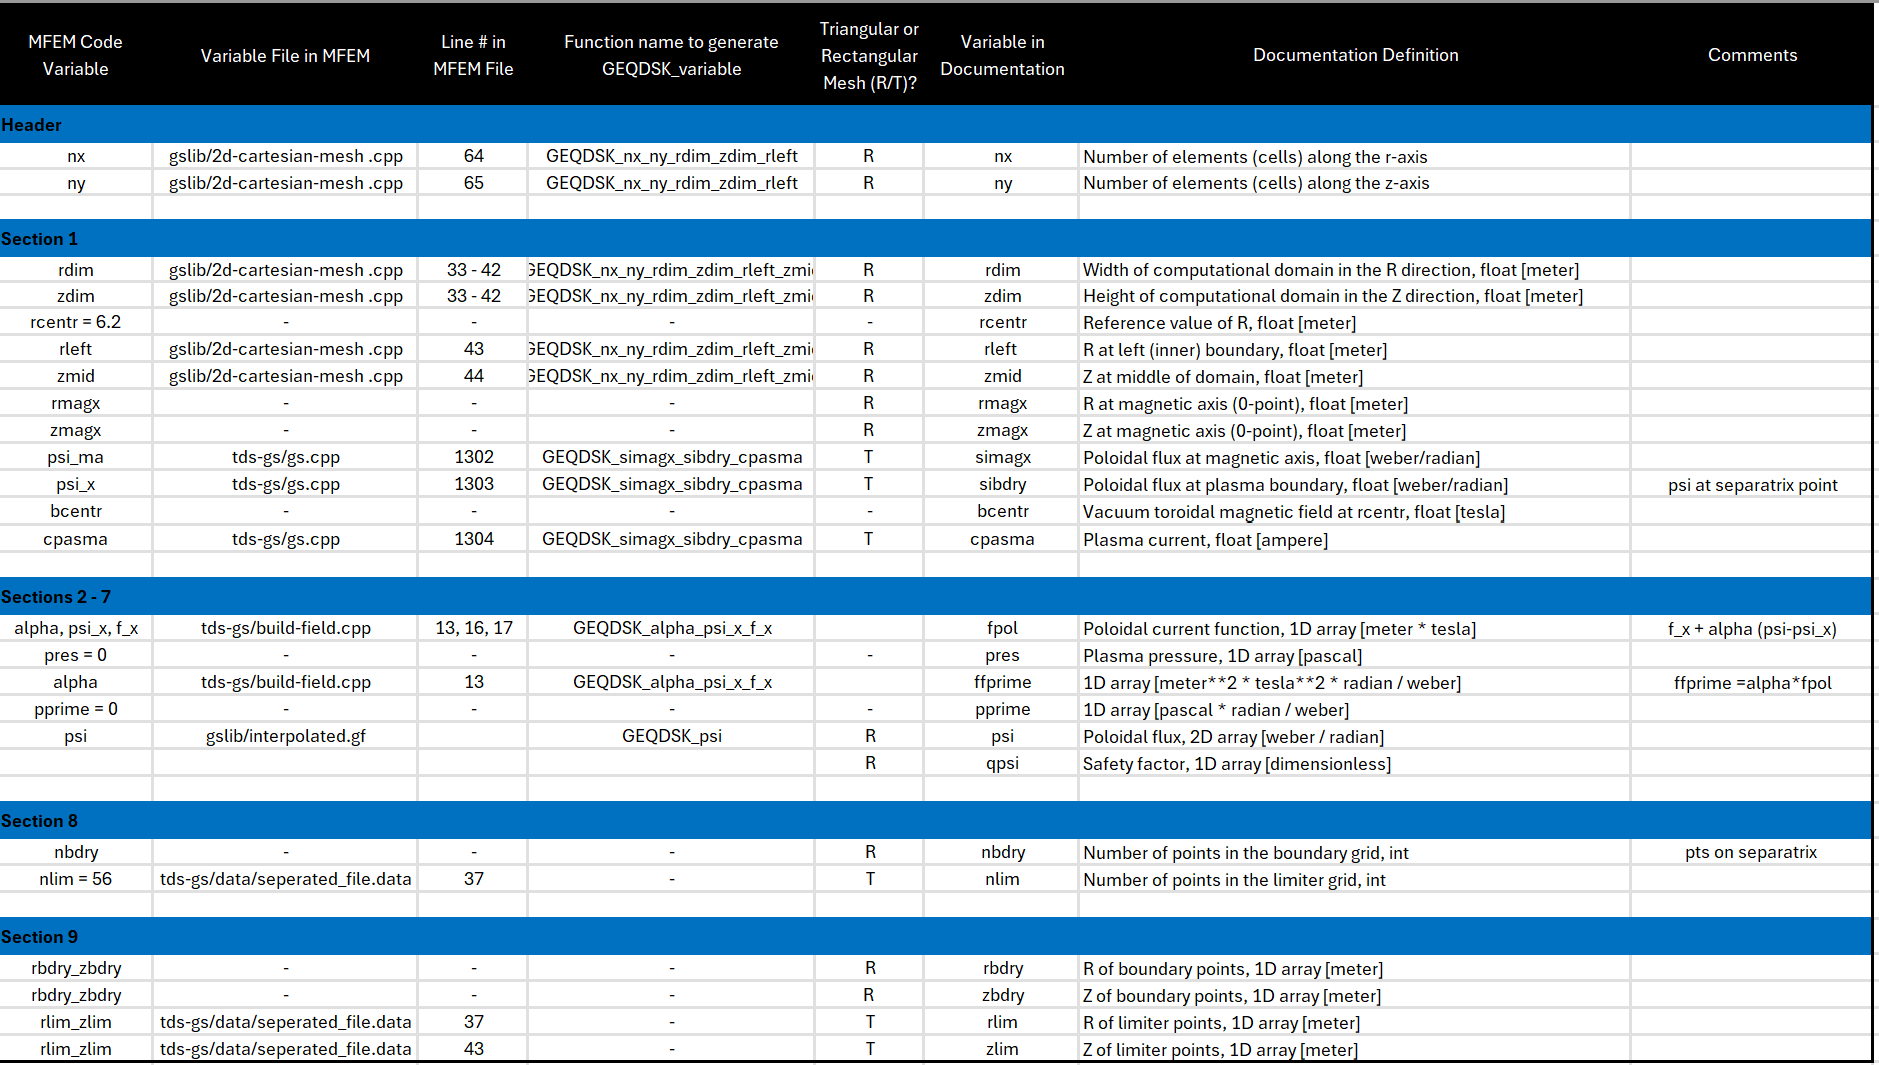 MFEM Code Variable | Variable File in MFEM | Line # in MFEM File | Function name to generate GEQDSK_variable | Triangular or Rectangular Mesh (R/T)? | Variable in Documentation | Documentation Definition | Comments
Header
nx | gslib/2d-cartesian-mesh .cpp | 64 | GEQDSK_nx_ny_rdim_zdim_rleft | R | nx | Number of elements (cells) along the r-axis
ny | gslib/2d-cartesian-mesh .cpp | 65 | GEQDSK_nx_ny_rdim_zdim_rleft | R | ny | Number of elements (cells) along the z-axis
Section 1
rdim | gslib/2d-cartesian-mesh .cpp | 33 - 42 | GEQDSK_nx_ny_rdim_zdim_rleft_zmi | R | rdim | Width of computational domain in the R direction, float [meter]
zdim | gslib/2d-cartesian-mesh .cpp | 33 - 42 | GEQDSK_nx_ny_rdim_zdim_rleft_zmi | R | zdim | Height of computational domain in the Z direction, float [meter]
rcentr = 6.2 | - | - | - | - | rcentr | Reference value of R, float [meter]
rleft | gslib/2d-cartesian-mesh .cpp | 43 | GEQDSK_nx_ny_rdim_zdim_rleft_zmi | R | rleft | R at left (inner) boundary, float [meter]
zmid | gslib/2d-cartesian-mesh .cpp | 44 | GEQDSK_nx_ny_rdim_zdim_rleft_zmi | R | zmid | Z at middle of domain, float [meter]
rmagx | - | - | - | R | rmagx | R at magnetic axis (0-point), float [meter]
zmagx | - | - | - | R | zmagx | Z at magnetic axis (0-point), float [meter]
psi_ma | tds-gs/gs.cpp | 1302 | GEQDSK_simagx_sibdry_cpasma | T | simagx | Poloidal flux at magnetic axis, float [weber/radian]
psi_x | tds-gs/gs.cpp | 1303 | GEQDSK_simagx_sibdry_cpasma | T | sibdry | Poloidal flux at plasma boundary, float [weber/radian] | psi at separatrix point
bcentr | - | - | - | - | bcentr | Vacuum toroidal magnetic field at rcentr, float [tesla]
cpasma | tds-gs/gs.cpp | 1304 | GEQDSK_simagx_sibdry_cpasma | T | cpasma | Plasma current, float [ampere]
Sections 2 - 7
alpha, psi_x, f_x | tds-gs/build-field.cpp | 13, 16, 17 | GEQDSK_alpha_psi_x_f_x | fpol | Poloidal current function, 1D array [meter * tesla] | f_x + alpha (psi-psi_x)
pres = 0 | - | - | - | - | pres | Plasma pressure, 1D array [pascal]
alpha | tds-gs/build-field.cpp | 13 | GEQDSK_alpha_psi_x_f_x | ffprime | 1D array [meter**2 * tesla**2 * radian / weber] | ffprime =alpha*fpol
pprime = 0 | - | - | - | - | pprime | 1D array [pascal * radian / weber]
psi | gslib/interpolated.gf | GEQDSK_psi | R | psi | Poloidal flux, 2D array [weber / radian]
R | qpsi | Safety factor, 1D array [dimensionless]
Section 8
nbdry | - | - | - | R | nbdry | Number of points in the boundary grid, int | pts on separatrix
nlim = 56 | tds-gs/data/seperated_file.data | 37 | - | T | nlim | Number of points in the limiter grid, int
Section 9
rbdry_zbdry | - | - | - | R | rbdry | R of boundary points, 1D array [meter]
rbdry_zbdry | - | - | - | R | zbdry | Z of boundary points, 1D array [meter]
rlim_zlim | tds-gs/data/seperated_file.data | 37 | - | T | rlim | R of limiter points, 1D array [meter]
rlim_zlim | tds-gs/data/seperated_file.data | 43 | - | T | zlim | Z of limiter points, 1D array [meter]